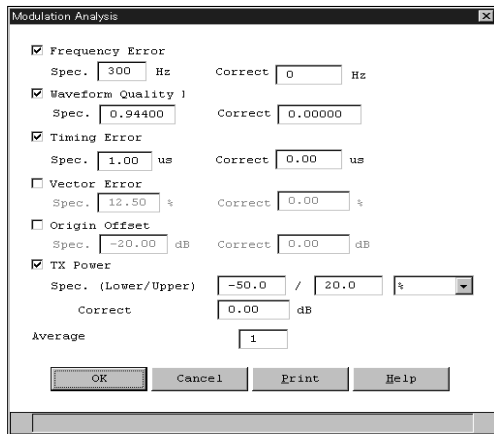 Modulation Analysis
Frequency Error
Spec. 300 Hz Correct 0 Hz
Waveform Quality l
Spec. 0.94400 Correct 0.00000
Timing Error
Spec. 1.00 us Correct 0.00 us
Vector Error
Spec. 12.50 % Correct 0.00 %
Origin Offset
Spec. -20.00 dB Correct 0.00 dB
TX Power
Spec. (Lower/Upper) -50.0 / 20.0 %
Correct 0.00 dB
Average 1
OK Cancel Print Help